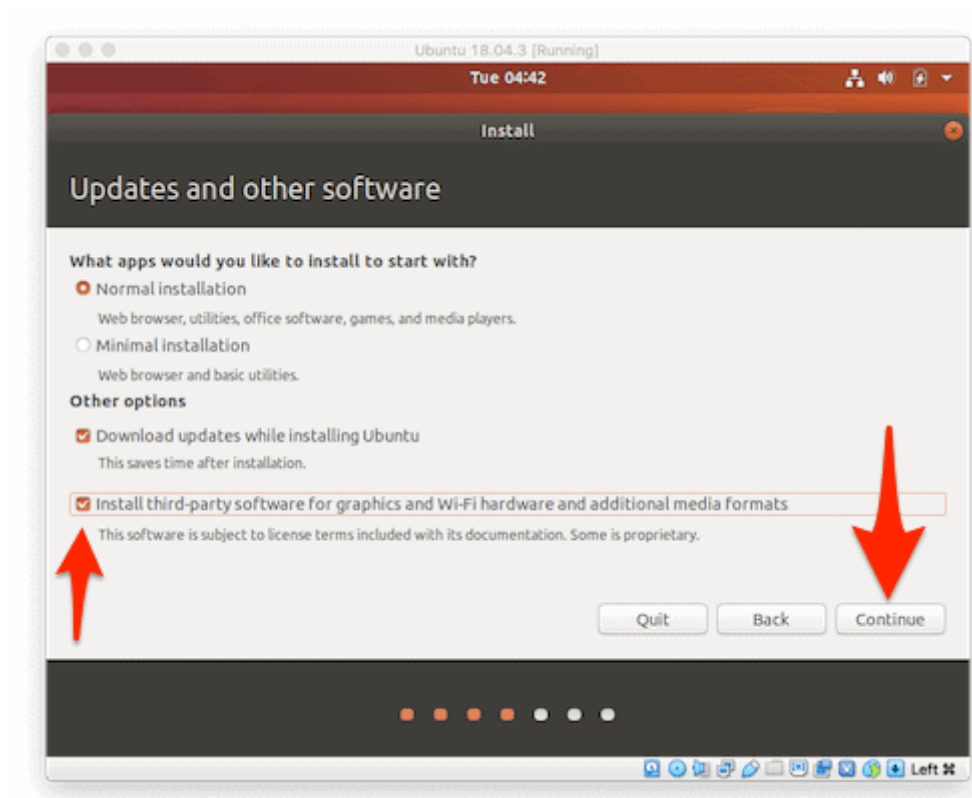 Ubuntu 18.04.3 [Running]
Tue 04:42
Install
Updates and other software
What apps would you like to install to start with?
Normal installation
Web browser, utilities, office software, games, and media players.
Minimal installation
Web browser and basic utilities.
Other options
Download updates while installing Ubuntu
This saves time after installation.
Install third-party software for graphics and Wi-Fi hardware and additional media formats
This software is subject to license terms included with its documentation. Some is proprietary.
Quit Back Continue
Left ⌘